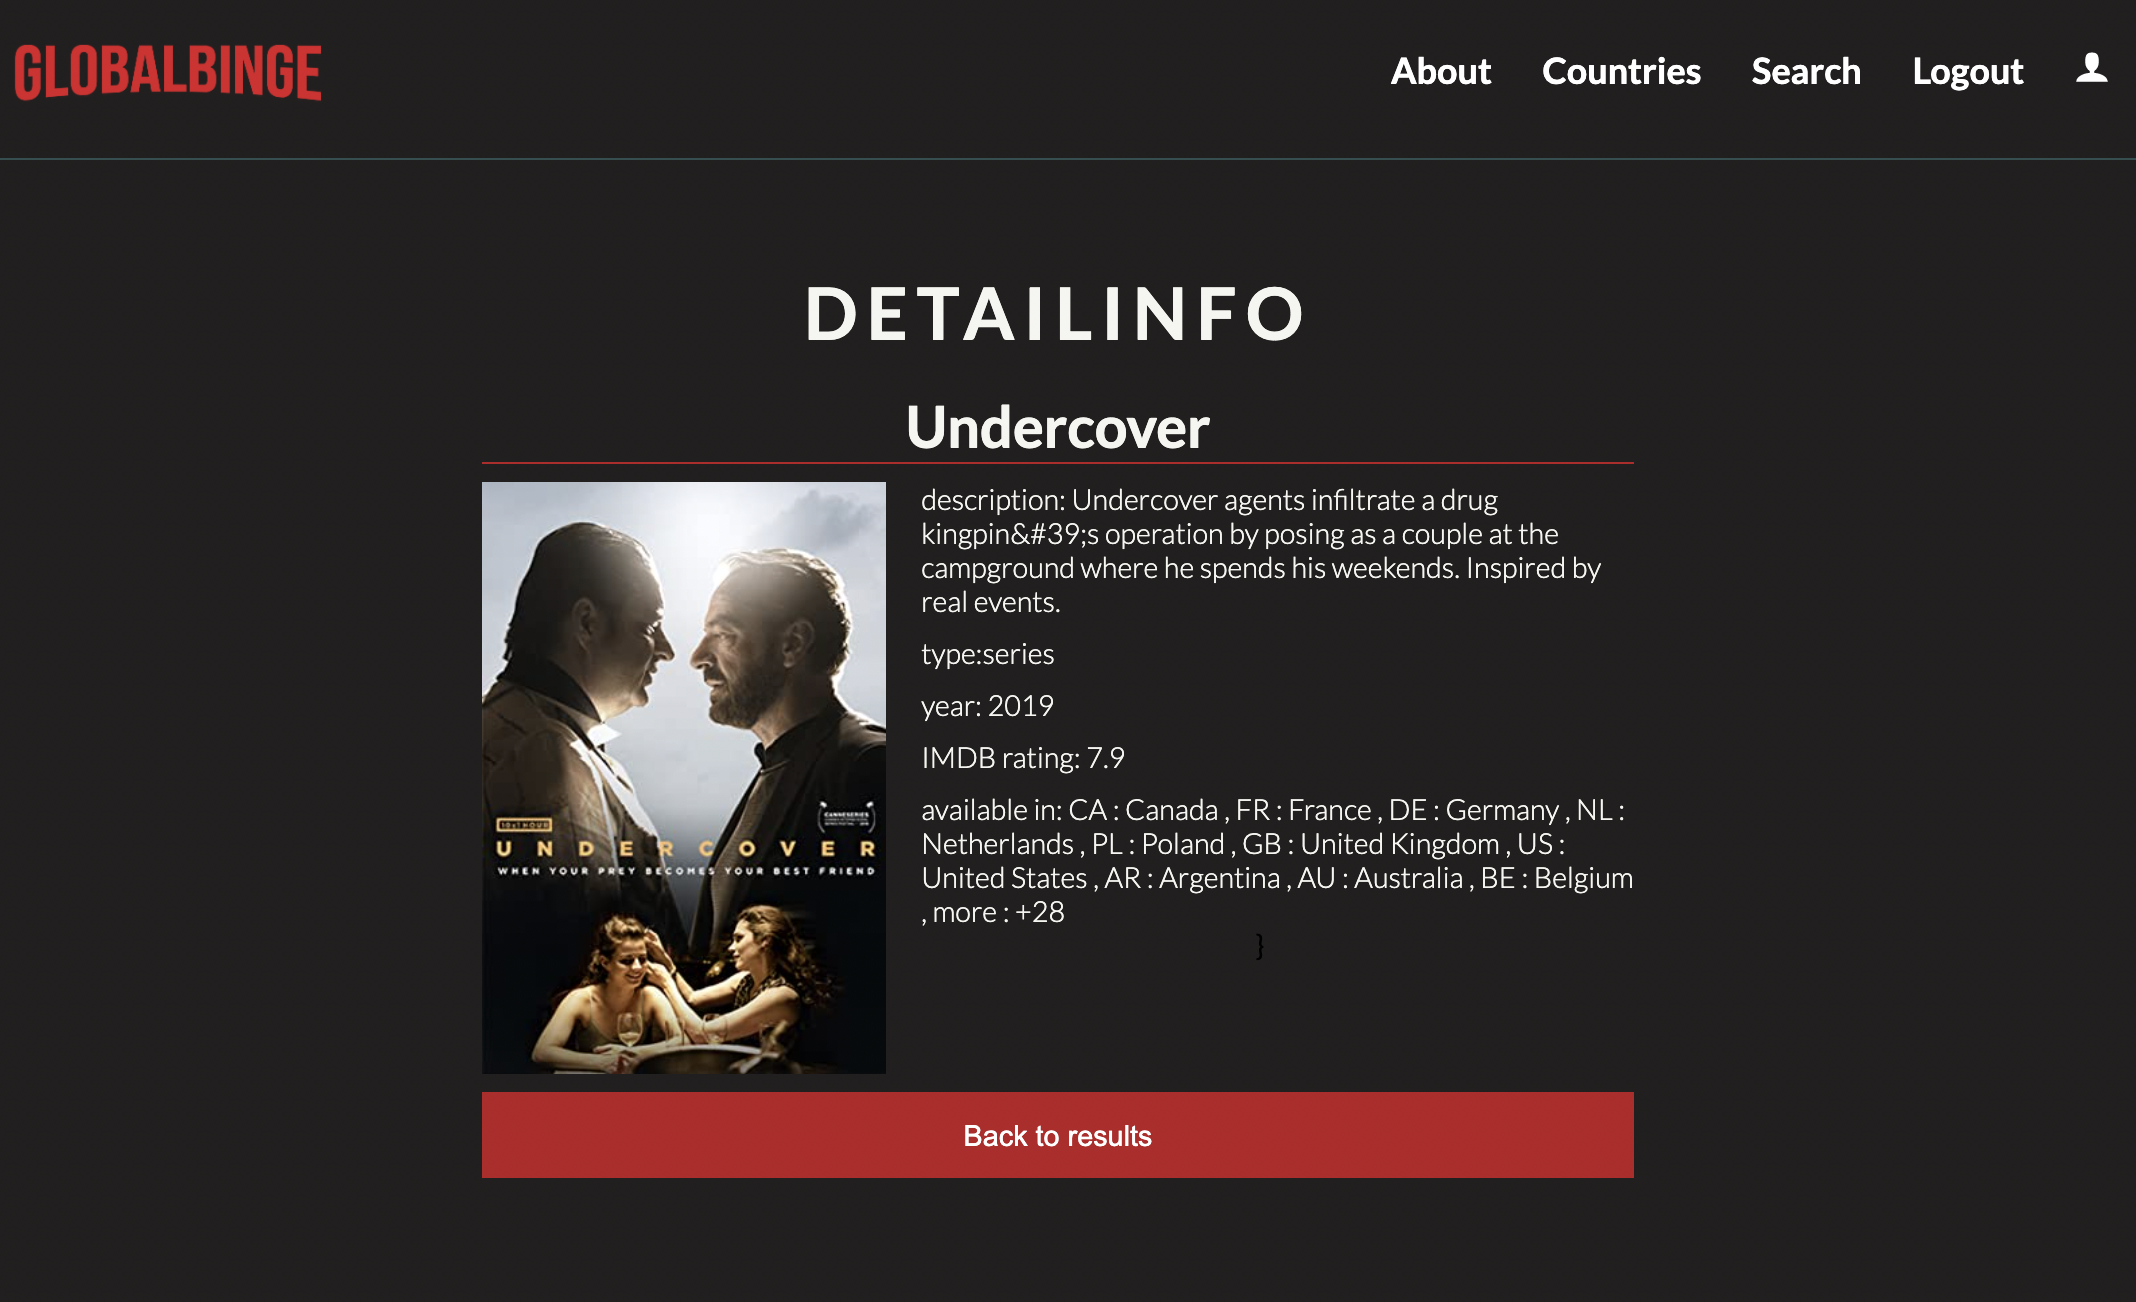 GLOBALBINGE
About Countries Search Logout
DETAILINFO
Undercover
description: Undercover agents infiltrate a drug
kingpin&#39;s operation by posing as a couple at the
campground where he spends his weekends. Inspired by
real events.
type:series
year: 2019
IMDB rating: 7.9
available in: CA : Canada , FR : France , DE : Germany , NL :
Netherlands , PL : Poland , GB : United Kingdom , US :
United States , AR : Argentina , AU : Australia , BE : Belgium
, more : +28
}
10x1 HOUR
CANNESERIES
UNDERCOVER
WHEN YOUR PREY BECOMES YOUR BEST FRIEND
Back to results